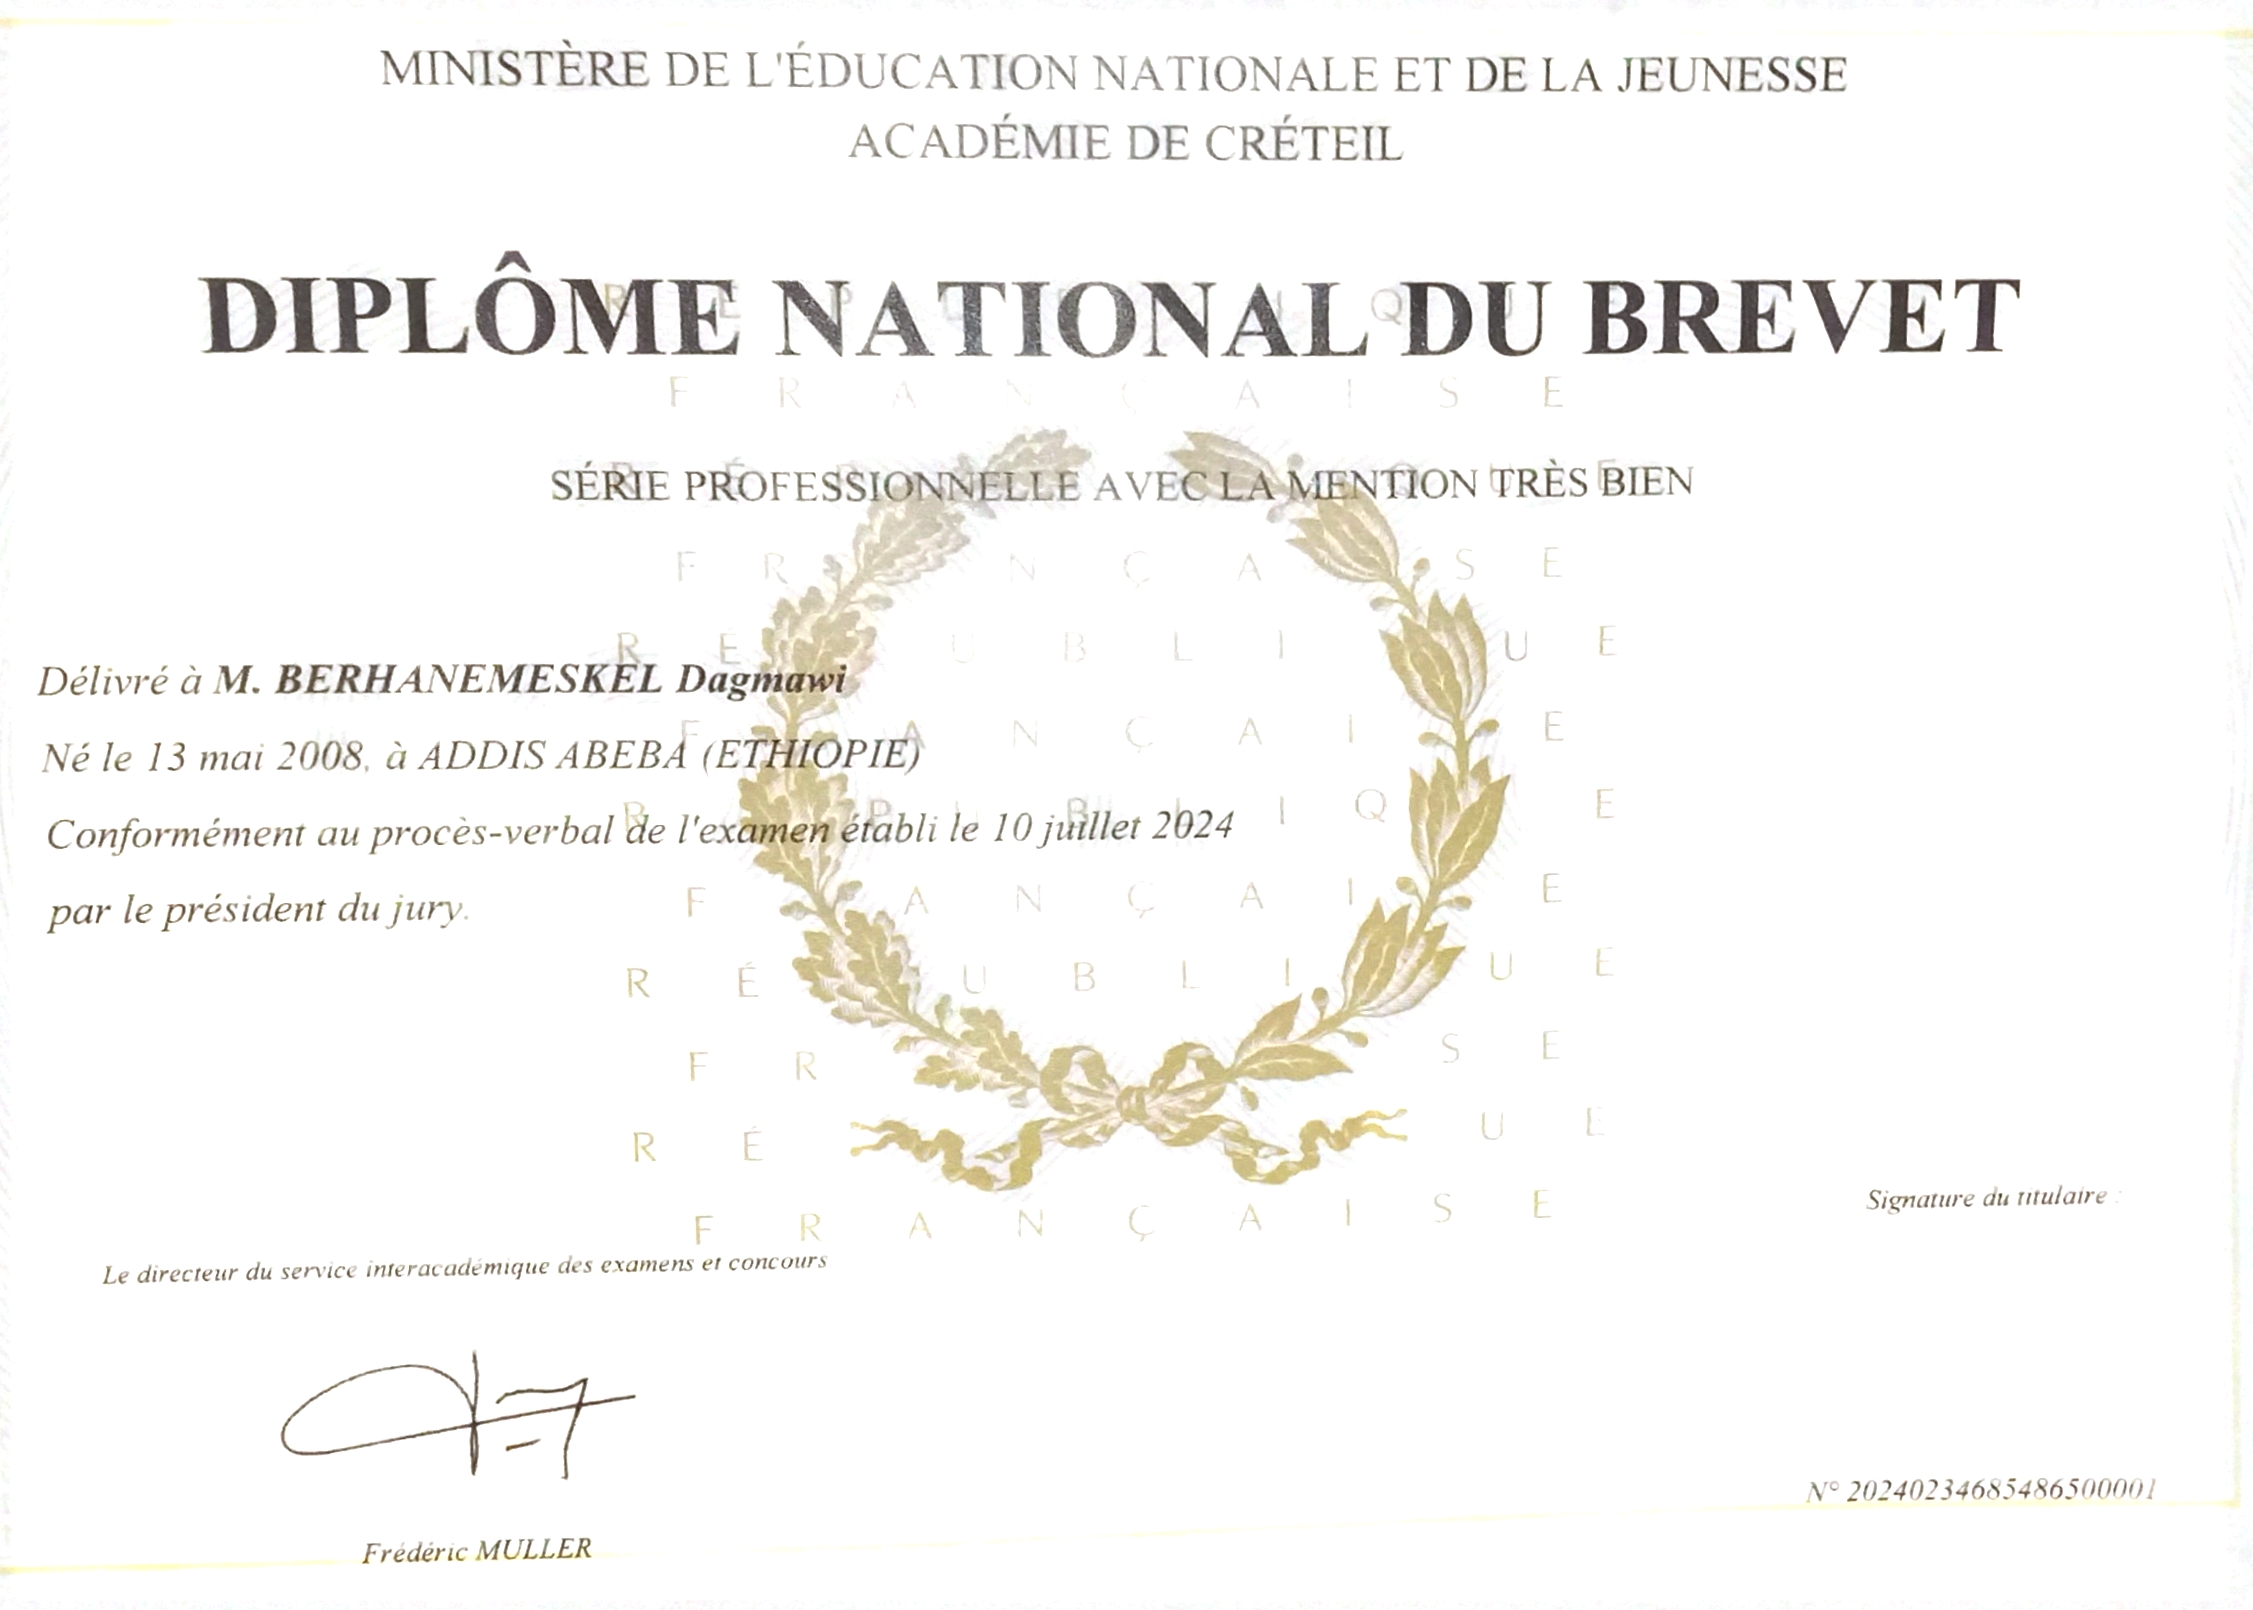 MINISTÈRE DE L'ÉDUCATION NATIONALE ET DE LA JEUNESSE
ACADÉMIE DE CRÉTEIL
DIPLÔME NATIONAL DU BREVET
FRANÇAISE
SÉRIE PROFESSIONNELLE AVEC LA MENTION TRÈS BIEN
Délivré à M. BERHANEMESKEL Dagmawi
Né le 13 mai 2008, à ADDIS ABEBA (ETHIOPIE)
Conformément au procès-verbal de l'examen établi le 10 juillet 2024
par le président du jury.
FRANÇAISE
Signature du titulaire :
Le directeur du service interacadémique des examens et concours
Frédéric MULLER
N° 20240234685486500001